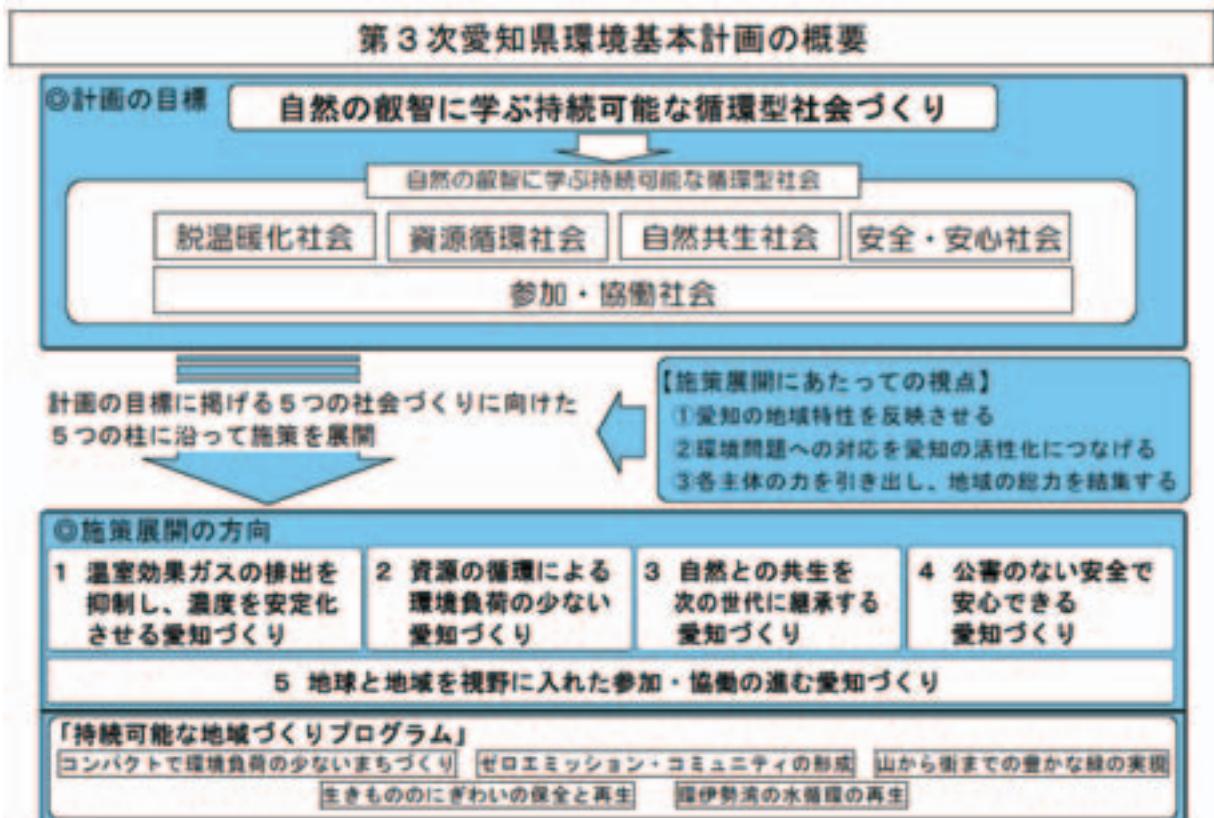 第3次愛知県環境基本計画の概要
◎計画の目標
自然の叡智に学ぶ持続可能な循環型社会づくり
自然の叡智に学ぶ持続可能な循環型社会
脱温暖化社会 資源循環社会 自然共生社会 安全・安心社会
参加・協働社会
計画の目標に掲げる5つの社会づくりに向けた
5つの柱に沿って施策を展開
【施策展開にあたっての視点】
①愛知の地域特性を反映させる
②環境問題への対応を愛知の活性化につなげる
③各主体の力を引き出し、地域の総力を結集する
◎施策展開の方向
1 温室効果ガスの排出を
抑制し、濃度を安定化
させる愛知づくり
2 資源の循環による
環境負荷の少ない
愛知づくり
3 自然との共生を
次の世代に継承する
愛知づくり
4 公害のない安全で
安心できる
愛知づくり
5 地球と地域を視野に入れた参加・協働の進む愛知づくり
「持続可能な地域づくりプログラム」
コンパクトで環境負荷の少ないまちづくり ゼロエミッション・コミュニティの形成 山から街までの豊かな緑の実現
生きもののにぎわいの保全と再生 環伊勢湾の水循環の再生